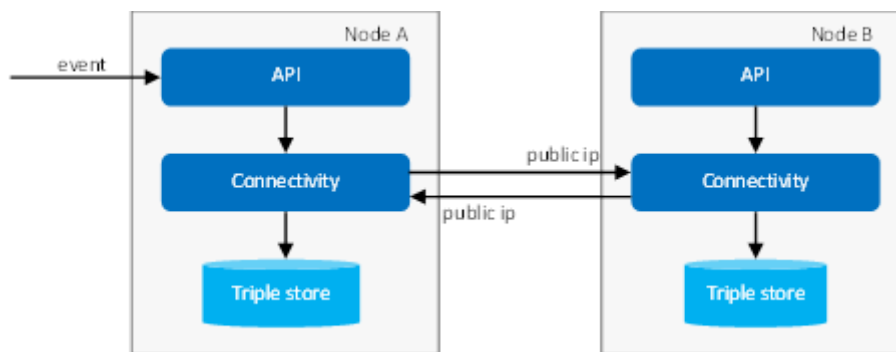 Node A
Node B
event
API
API
public ip
Connectivity
Connectivity
public ip
Triple store
Triple store